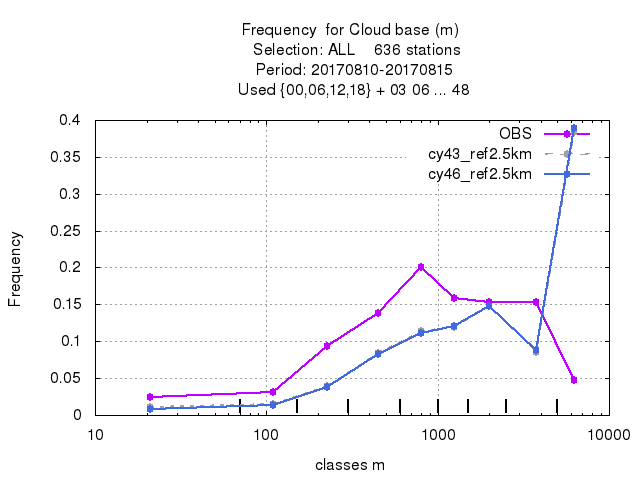 Frequency  for Cloud base (m)
Selection: ALL    636 stations
Period: 20170810-20170815
Used {00,06,12,18} + 03 06 ... 48
OBS
cy43_ref2.5km
cy46_ref2.5km
0.4
0.35
0.3
0.25
0.2
0.15
0.1
0.05
0
Frequency
10
100
1000
10000
classes m